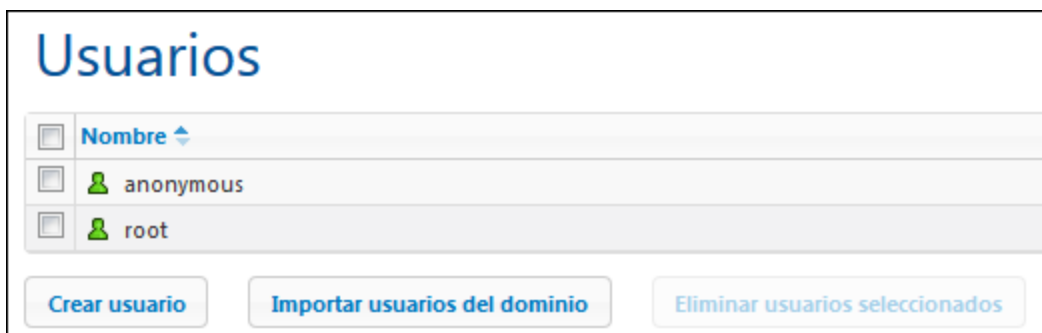 Usuarios
Nombre
anonymous
root
Crear usuario Importar usuarios del dominio Eliminar usuarios seleccionados